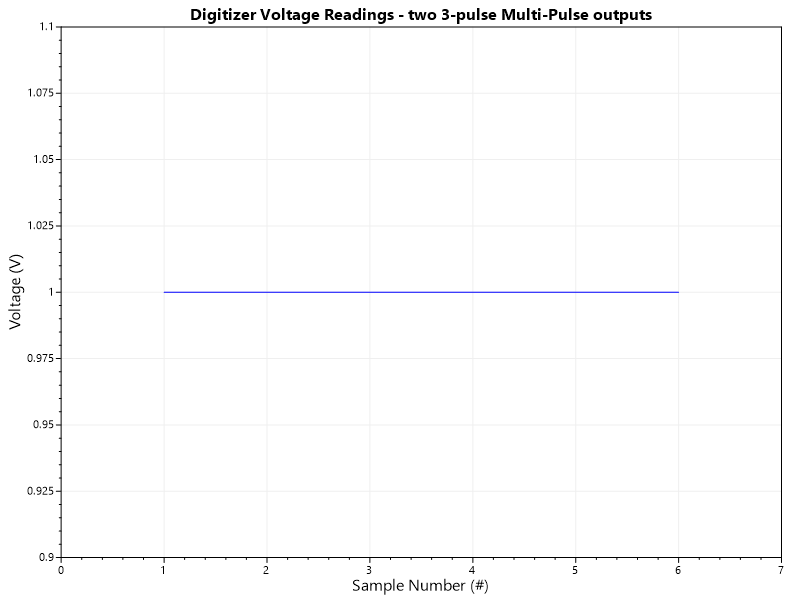 Digitizer Voltage Readings - two 3-pulse Multi-Pulse outputs
1.1
1.075
1.05
1.025
1
0.975
0.95
0.925
0.9
Voltage (V)
0 1 2 3 4 5 6 7
Sample Number (#)